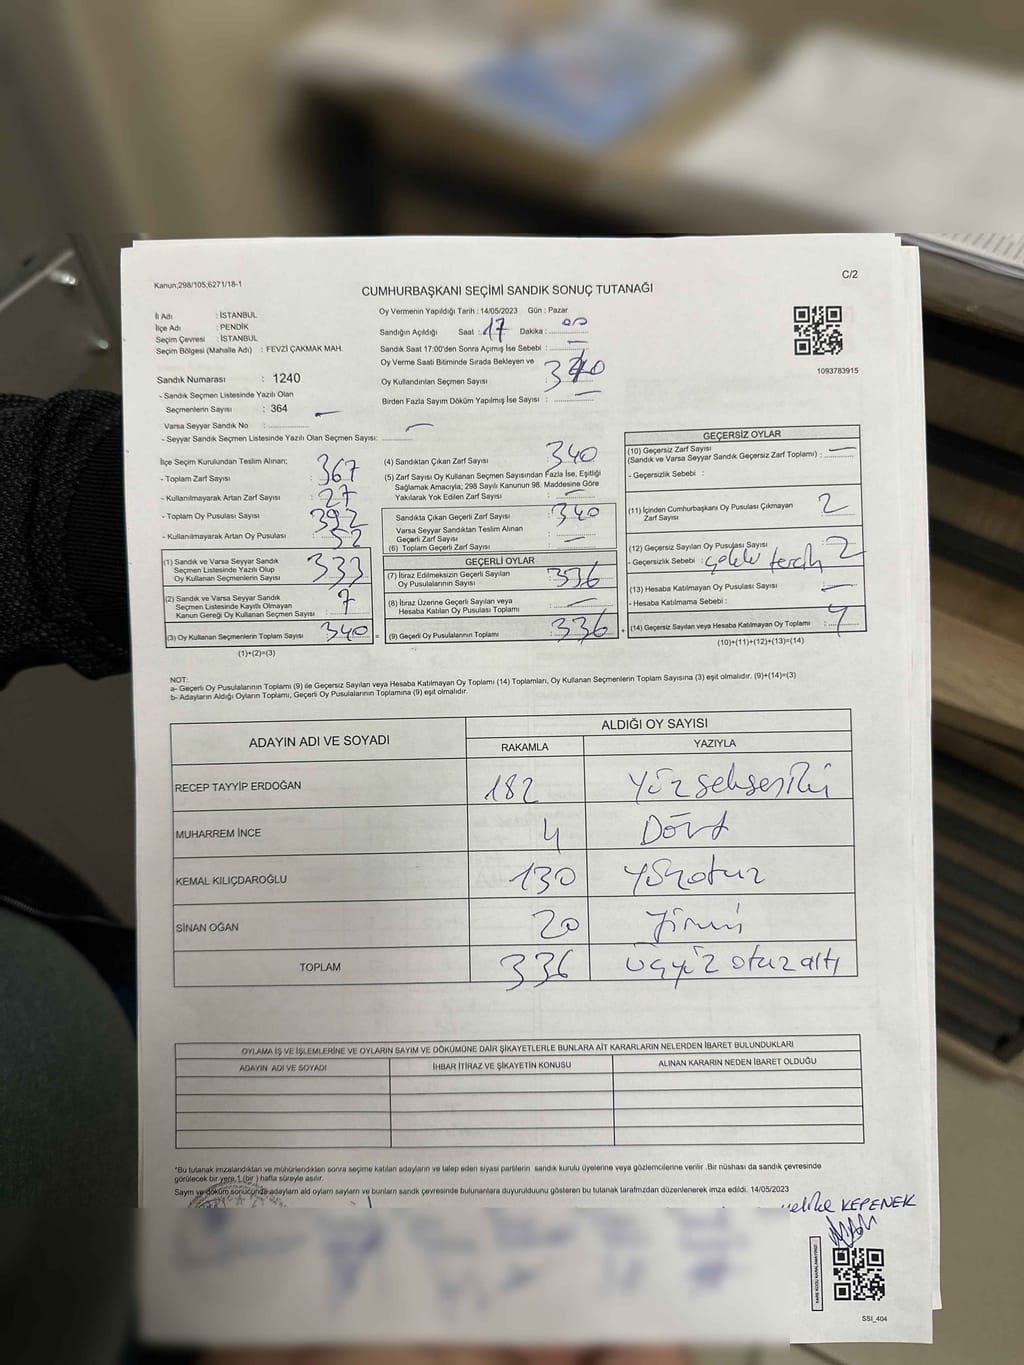 Kanun;298/105;6271/18-1
C/2
CUMHURBAŞKANI SEÇİMİ SANDIK SONUÇ TUTANAĞI
İl Adı : İSTANBUL
İlçe Adı : PENDİK
Seçim Çevresi : İSTANBUL
Seçim Bölgesi (Mahalle Adı) : FEVZİ ÇAKMAK MAH.
Sandık Numarası : 1240
- Sandık Seçmen Listesinde Yazılı Olan
Seçmenlerin Sayısı : 364
Varsa Seyyar Sandık No : —
- Seyyar Sandık Seçmen Listesinde Yazılı Olan Seçmen Sayısı: —
Oy Vermenin Yapıldığı Tarih : 14/05/2023 Gün : Pazar
Sandığın Açıldığı Saat : 17 Dakika : 00
Sandık Saat 17:00'den Sonra Açımış İse Sebebi : —
Oy Verme Saati Bitiminde Sırada Bekleyen ve
Oy Kullandırılan Seçmen Sayısı 340
Birden Fazla Sayım Döküm Yapılmış İse Sayısı : —
1093783915
İlçe Seçim Kurulundan Teslim Alınan;
- Toplam Zarf Sayısı : 367
- Kullanılmayarak Artan Zarf Sayısı : 27
- Toplam Oy Pusulası Sayısı : 392
- Kullanılmayarak Artan Oy Pusulası : 52
(1) Sandık ve Varsa Seyyar Sandık
Seçmen Listesinde Yazılı Olup
Oy Kullanan Seçmenlerin Sayısı : 333
(2) Sandık ve Varsa Seyyar Sandık
Seçmen Listesinde Kayıtlı Olmayan
Kanun Gereği Oy Kullanan Seçmen Sayısı : 7
(3) Oy Kullanan Seçmenlerin Toplam Sayısı : 340 =
(1)+(2)=(3)
(4) Sandıktan Çıkan Zarf Sayısı : 340
(5) Zarf Sayısı Oy Kullanan Seçmen Sayısından Fazla İse, Eşitliği
Sağlamak Amacıyla; 298 Sayılı Kanunun 98. Maddesine Göre
Yakılarak Yok Edilen Zarf Sayısı : —
Sandıkta Çıkan Geçerli Zarf Sayısı : 340
Varsa Seyyar Sandıktan Teslim Alınan
Geçerli Zarf Sayısı : —
(6) Toplam Geçerli Zarf Sayısı : —
GEÇERLİ OYLAR
(7) İtiraz Edilmeksizin Geçerli Sayılan
Oy Pusulalarının Sayısı : 336
(8) İtiraz Üzerine Geçerli Sayılan veya
Hesaba Katılan Oy Pusulası Toplamı : —
(9) Geçerli Oy Pusulalarının Toplamı : 336 +
GEÇERSİZ OYLAR
(10) Geçersiz Zarf Sayısı
(Sandık ve Varsa Seyyar Sandık Geçersiz Zarf Toplamı) : —
- Geçersizlik Sebebi :
(11) İçinden Cumhurbaşkanı Oy Pusulası Çıkmayan
Zarf Sayısı : 2
(12) Geçersiz Sayılan Oy Pusulası Sayısı : 2
- Geçersizlik Sebebi : çoklu tercih
(13) Hesaba Katılmayan Oy Pusulası Sayısı : —
- Hesaba Katılmama Sebebi :
(14) Geçersiz Sayılan veya Hesaba Katılmayan Oy Toplamı : 4
(10)+(11)+(12)+(13)=(14)
NOT:
a- Geçerli Oy Pusulalarının Toplamı (9) ile Geçersiz Sayılan veya Hesaba Katılmayan Oy Toplamı (14) Toplamları, Oy Kullanan Seçmenlerin Toplam Sayısına (3) eşit olmalıdır. (9)+(14)=(3)
b- Adayların Aldığı Oyların Toplamı, Geçerli Oy Pusulalarının Toplamına (9) eşit olmalıdır.
ADAYIN ADI VE SOYADI ALDIĞI OY SAYISI
RAKAMLA YAZIYLA
RECEP TAYYİP ERDOĞAN 182 Yüzsekseniki
MUHARREM İNCE 4 Dört
KEMAL KILIÇDAROĞLU 130 Yüzotuz
SİNAN OĞAN 20 Yirmi
TOPLAM 336 Üçyüz otuz altı
OYLAMA İŞ VE İŞLEMLERİNE VE OYLARIN SAYIM VE DÖKÜMÜNE DAİR ŞİKAYETLERLE BUNLARA AİT KARARLARIN NELERDEN İBARET BULUNDUKLARI
ADAYIN ADI VE SOYADI İHBAR İTİRAZ VE ŞİKAYETİN KONUSU ALINAN KARARIN NEDEN İBARET OLDUĞU
*Bu tutanak imzalandıktan ve mühürlendikten sonra seçime katılan adayların ve talep eden siyasi partilerin sandık kurulu üyelerine veya gözlemcilerine verilir .Bir nüshası da sandık çevresinde
görülecek bir yere 1 (bir ) hafta süreyle asılır.
Sayım ve döküm sonucunda adayların ald oyların sayların ve bunların sandık çevresinde bulunanlara duyurulduunu gösteren bu tutanak tarafmzdan düzenlenerek imza edildi. 14/05/2023
KEPENEK
SSI_404